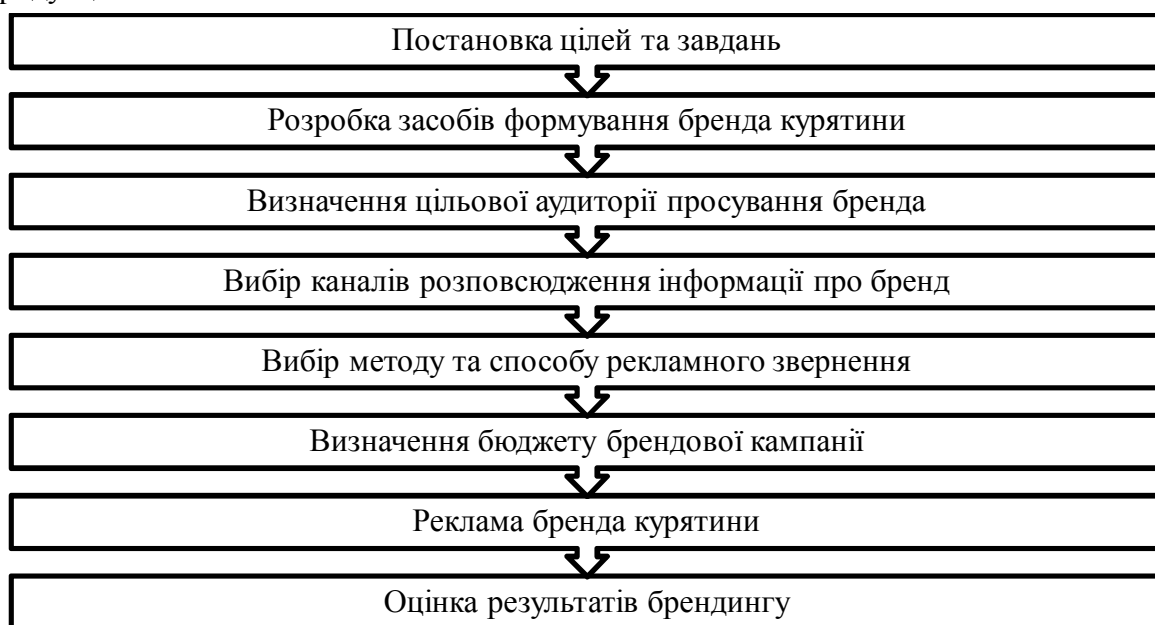 Постановка цілей та завдань
Розробка засобів формування бренда курятини
Визначення цільової аудиторії просування бренда
Вибір каналів розповсюдження інформації про бренд
Вибір методу та способу рекламного звернення
Визначення бюджету брендової кампанії
Реклама бренда курятини
Оцінка результатів брендингу